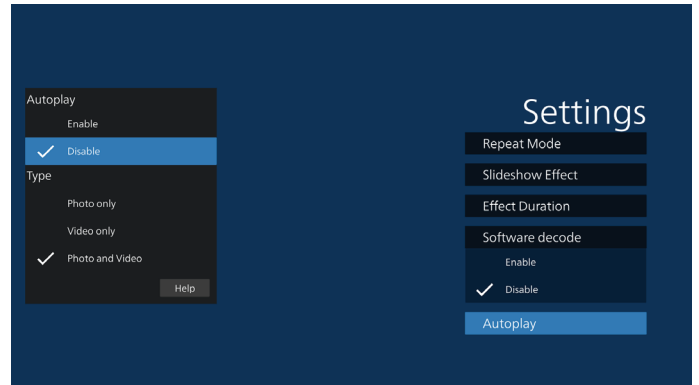 Autoplay
Enable
Disable
Type
Photo only
Video only
Photo and Video
Help
Settings
Repeat Mode
Slideshow Effect
Effect Duration
Software decode
Enable
Disable
Autoplay